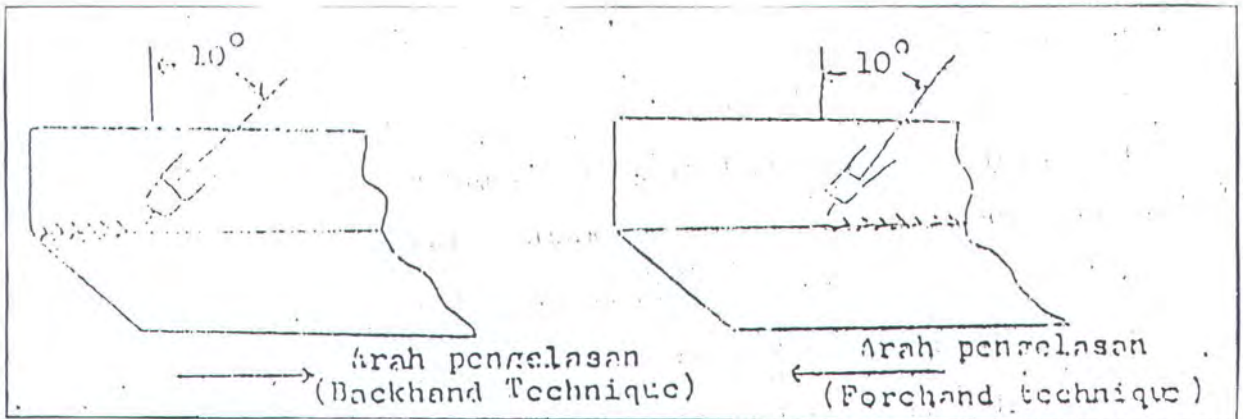 10°
10°
Arah pengelasan
(Backhand Technique)
Arah pengelasan
(Forehand technique)